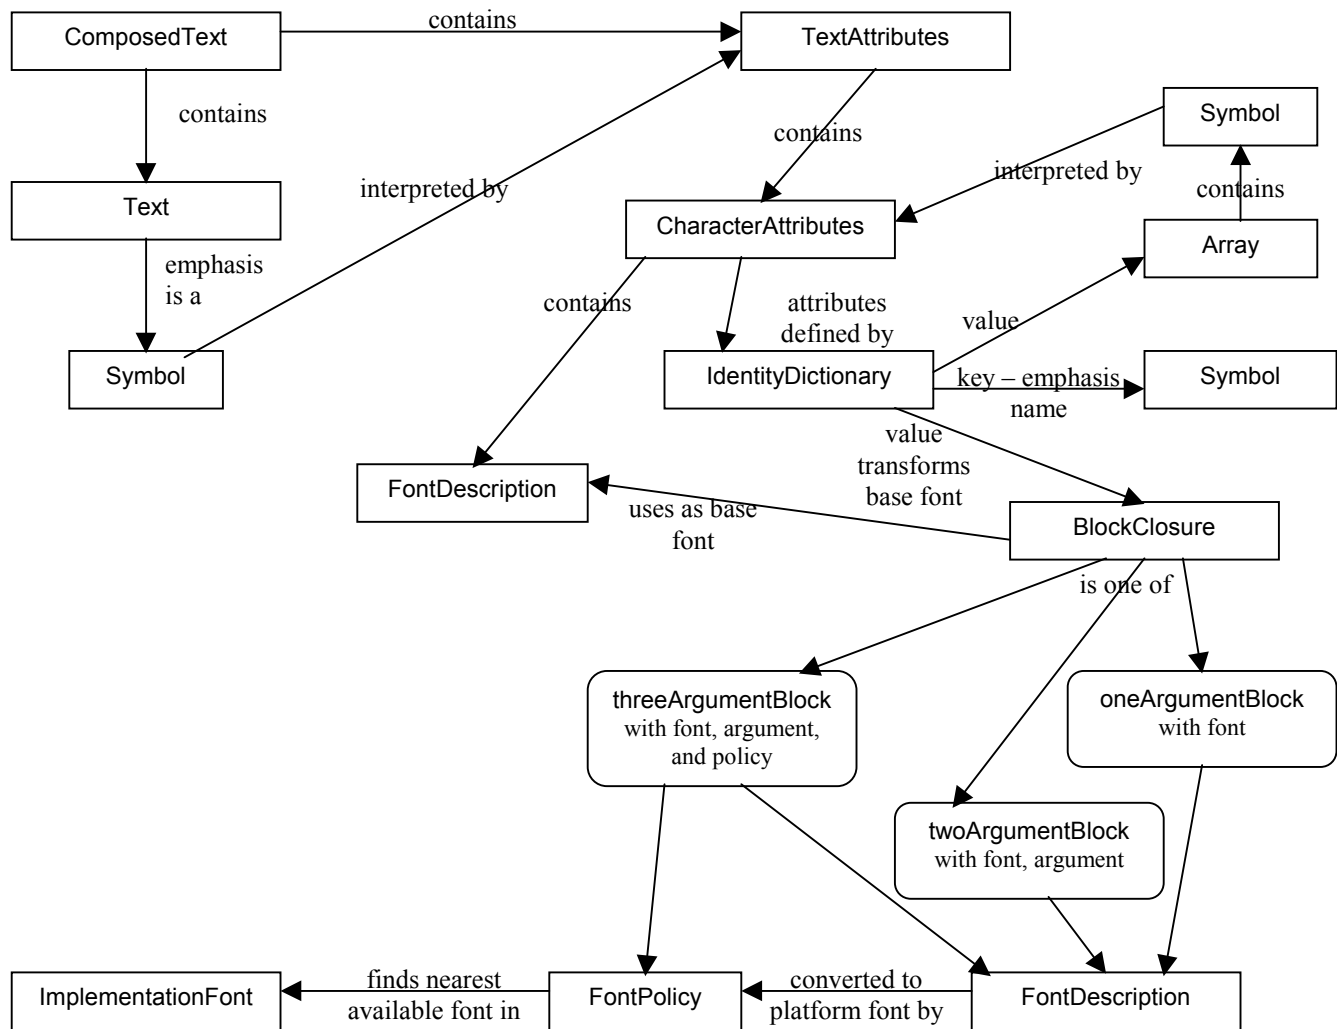 ComposedText
contains
TextAttributes
contains
contains
Symbol
interpreted by
interpreted by
contains
Text
CharacterAttributes
Array
emphasis
is a
contains
attributes
defined by
value
Symbol
IdentityDictionary
key – emphasis
name
Symbol
value
transforms
base font
FontDescription
uses as base
font
BlockClosure
is one of
threeArgumentBlock
with font, argument,
and policy
oneArgumentBlock
with font
twoArgumentBlock
with font, argument
ImplementationFont
finds nearest
available font in
FontPolicy
converted to
platform font by
FontDescription